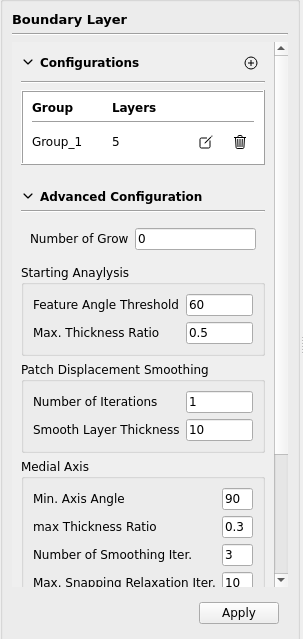 Boundary Layer
Configurations
Group Layers
Group_1 5
Advanced Configuration
Number of Grow 0
Starting Anaylysis
Feature Angle Threshold 60
Max. Thickness Ratio 0.5
Patch Displacement Smoothing
Number of Iterations 1
Smooth Layer Thickness 10
Medial Axis
Min. Axis Angle 90
max Thickness Ratio 0.3
Number of Smoothing Iter. 3
Max. Snapping Relaxation Iter. 10
Apply